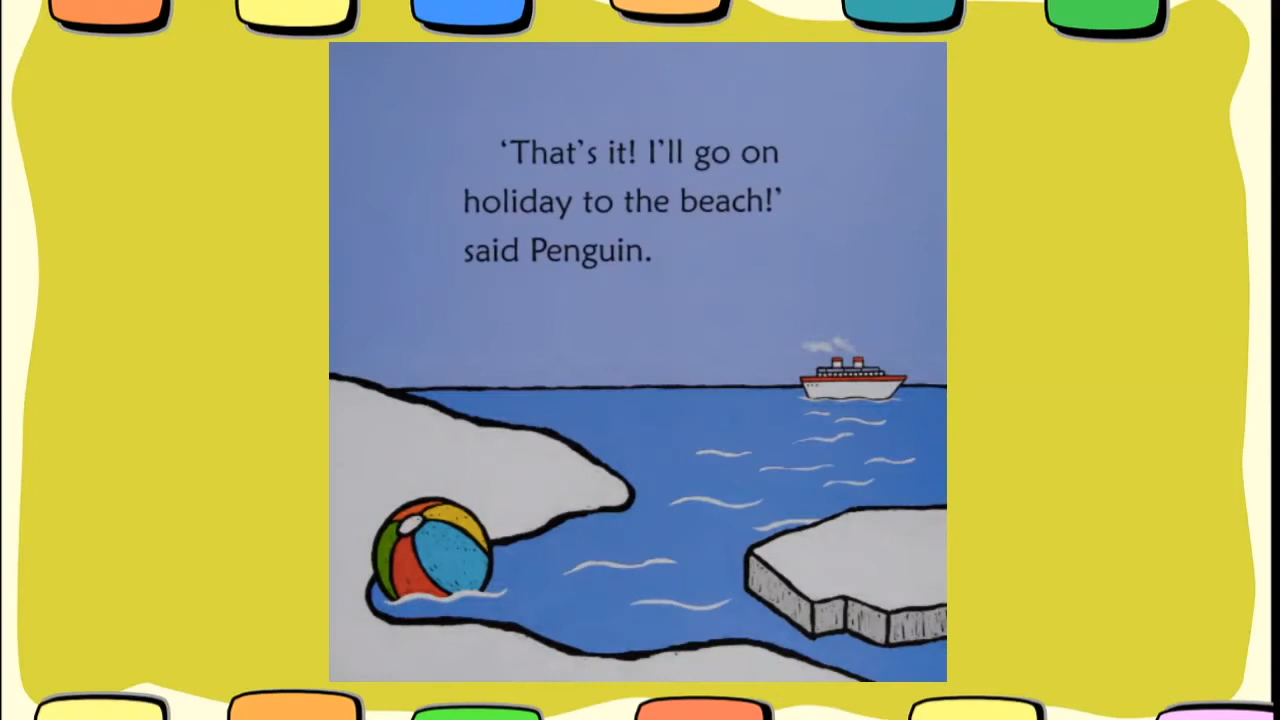 ‘That’s it! I’ll go on
holiday to the beach!’
said Penguin.